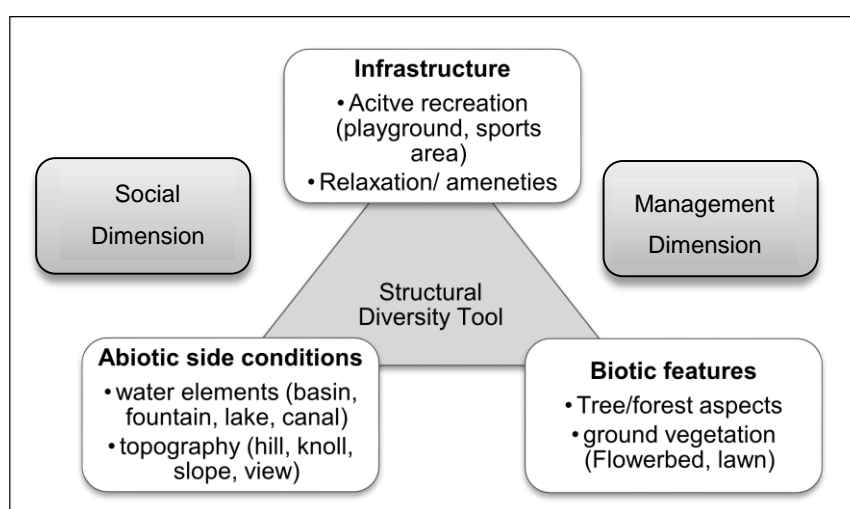 Infrastructure
• Acitve recreation
(playground, sports
area)
• Relaxation/ ameneties
Social
Dimension
Management
Dimension
Structural
Diversity Tool
Abiotic side conditions
• water elements (basin,
fountain, lake, canal)
• topography (hill, knoll,
slope, view)
Biotic features
• Tree/forest aspects
• ground vegetation
(Flowerbed, lawn)